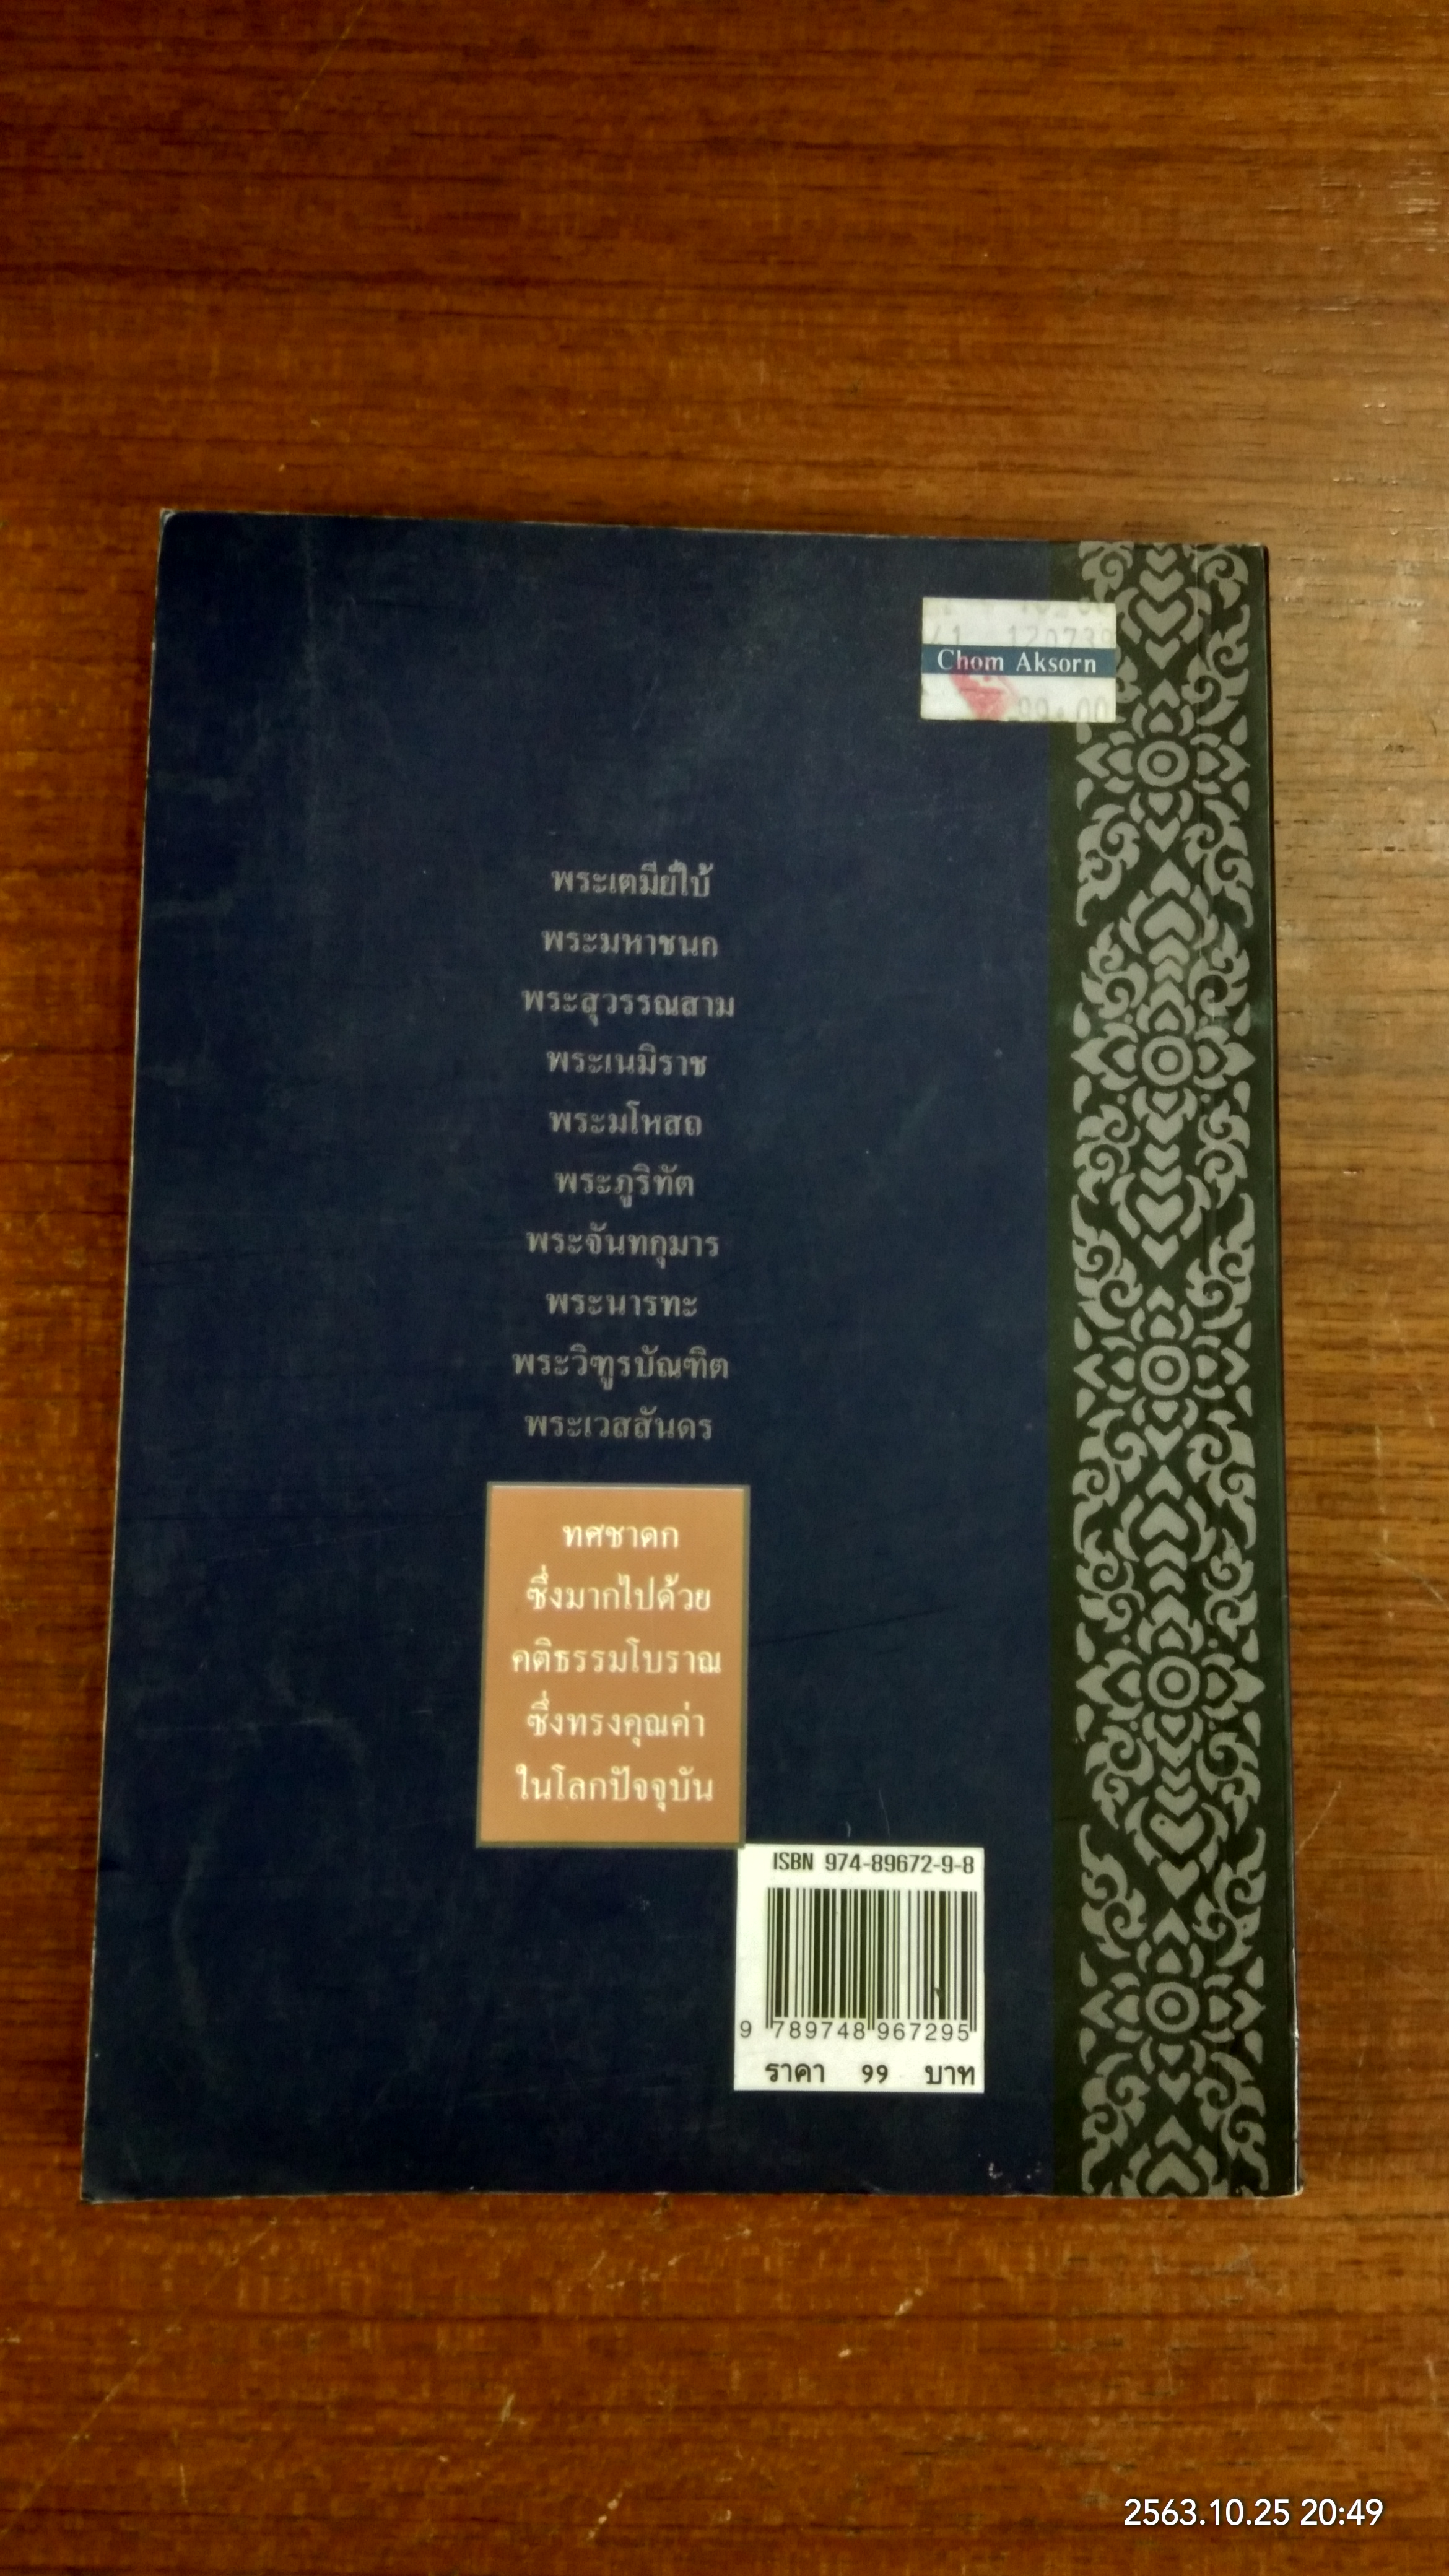 120739
Chom Aksorn
99.00
พระเตมีย์ใบ้
พระมหาชนก
พระสุวรรณสาม
พระเนมิราช
พระมโหสถ
พระภูริทัต
พระจันทกุมาร
พระนารทะ
พระวิฑูรบัณฑิต
พระเวสสันดร
ทศชาดก
ซึ่งมากไปด้วย
คติธรรมโบราณ
ซึ่งทรงคุณค่า
ในโลกปัจจุบัน
ISBN 974-89672-9-8
9 789748 967295
ราคา 99 บาท
2563.10.25 20:49